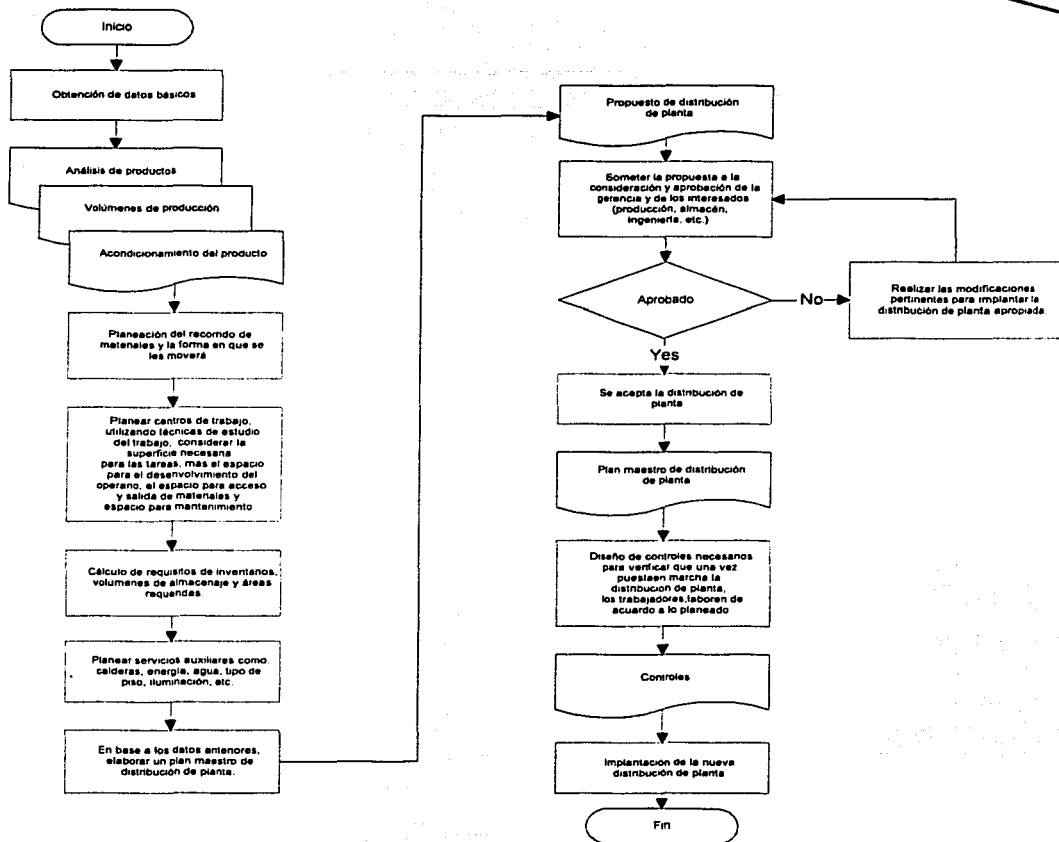 Inicio
Obtención de datos básicos
Análisis de productos
Volúmenes de producción
Acondicionamiento del producto
Planeación del recorrido de
materiales y la forma en que se
les moverá
Planear centros de trabajo,
utilizando técnicas de estudio
del trabajo, considerar la
superficie necesaria
para las tareas, mas el espacio
para el desenvolvimiento del
operario, el espacio para acceso
y salida de materiales y
espacio para mantenimiento
Cálculo de requisitos de inventarios,
volúmenes de almacenaje y áreas
requeridas.
Planear servicios auxiliares como
calderas, energía, agua, tipo de
piso, iluminación, etc.
En base a los datos anteriores,
elaborar un plan maestro de
distribución de planta.
Propuesto de distribución
de planta
Someter la propuesta a la
consideración y aprobación de la
gerencia y de los interesados
(producción, almacén,
ingeniería, etc.)
Aprobado
No
Realizar las modificaciones
pertinentes para implantar la
distribución de planta apropiada.
Yes
Se acepta la distribución de
planta
Plan maestro de distribución
de planta
Diseño de controles necesarios
para verificar que una vez
puestaen marcha la
distribución de planta,
los trabajadores,laboren de
acuerdo a lo planeado
Controles
Implantación de la nueva
distribución de planta
Fin